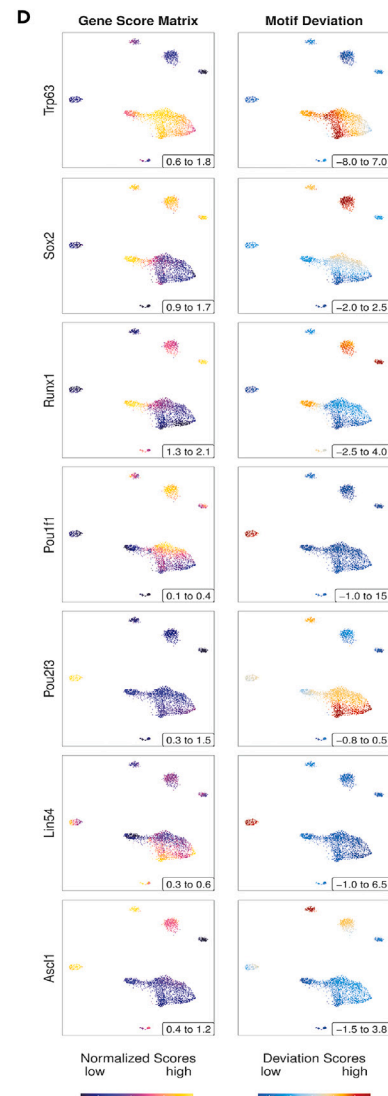 D
Gene Score Matrix Motif Deviation
Trp63
0.6 to 1.8 −8.0 to 7.0
Sox2
0.9 to 1.7 −2.0 to 2.5
Runx1
1.3 to 2.1 −2.5 to 4.0
Pou1f1
0.1 to 0.4 −1.0 to 15
Pou2f3
0.3 to 1.5 −0.8 to 0.5
Lin54
0.3 to 0.6 −1.0 to 6.5
Ascl1
0.4 to 1.2 −1.5 to 3.8
Normalized Scores Deviation Scores
low high low high